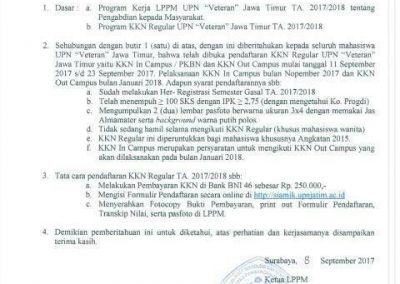 1. Dasar : a. Program Kerja LPPM UPN "Veteran" Jawa Timur TA. 2017/2018 tentang
Pengabdian kepada Masyarakat.
b. Program KKN Regular UPN "Veteran" Jawa Timur TA. 2017/2018
2. Sehubungan dengan butir 1 (satu) di atas, dengan ini diberitahukan kepada seluruh mahasiswa
UPN "Veteran" Jawa Timur, bahwa telah dibuka pendaftaran KKN Regular UPN "Veteran"
Jawa Timur yaitu KKN In Campus / PKBN dan KKN Out Campus mulai tanggal 11 September
2017 s/d 23 September 2017. Pelaksanaan KKN In Campus bulan Nopember 2017 dan KKN
Out Campus bulan Januari 2018. Adapun syarat pendaftarannya sbb:
a. Sudah melakukan Her- Registrasi Semester Gasal TA. 2017/2018
b. Telah menempuh ≥ 100 SKS dengan IPK ≥ 2,75 (dengan mengetahui Ko. Progdi)
c. Mengumpulkan 2 (dua) lembar pasfoto berwarna ukuran 3x4 dengan memakai Jas
Almamater serta background warna putih polos.
d. Tidak sedang hamil selama mengikuti KKN Regular (khusus mahasiswa wanita)
e. KKN Regular ini diperuntukkan bagi mahasiswa khususnya Angkatan 2015.
f. KKN In Campus merupakan persyaratan untuk mengikuti KKN Out Campus yang
akan dilaksanakan pada bulan Januari 2018.
3. Tata cara pendaftaran KKN Regular TA. 2017/2018 sbb:
a. Melakukan Pembayaran KKN di Bank BNI 46 sebesar Rp. 250.000,-
b. Mengisi Formulir Pendaftaran secara online di http://siamik.upnjatim.ac.id
c. Menyerahkan Fotocopy Bukti Pembayaran, print out Formulir Pendaftaran,
Transkip Nilai, serta pasfoto di LPPM.
4. Demikian pemberitahuan ini untuk diketahui, atas perhatian dan kerjasamanya disampaikan
terima kasih.
Surabaya, 8 September 2017
Ketua LPPM